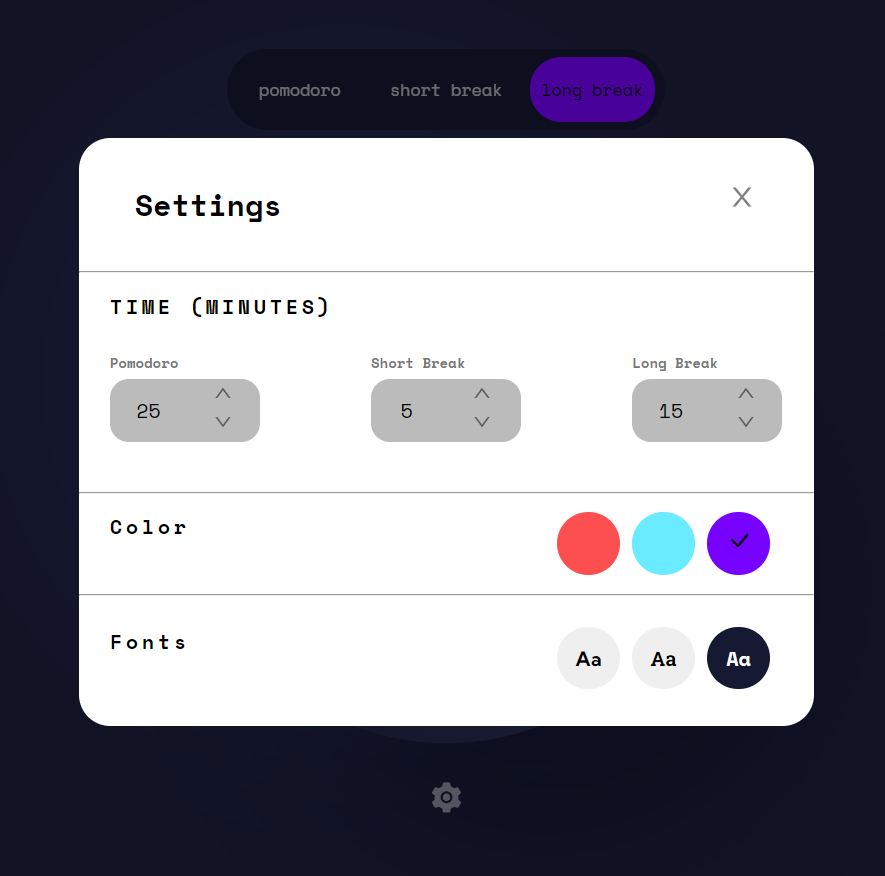 pomodoro short break long break
Settings X
TIME (MINUTES)
Pomodoro Short Break Long Break
25 5 15
Color
Fonts Aa Aa Aa